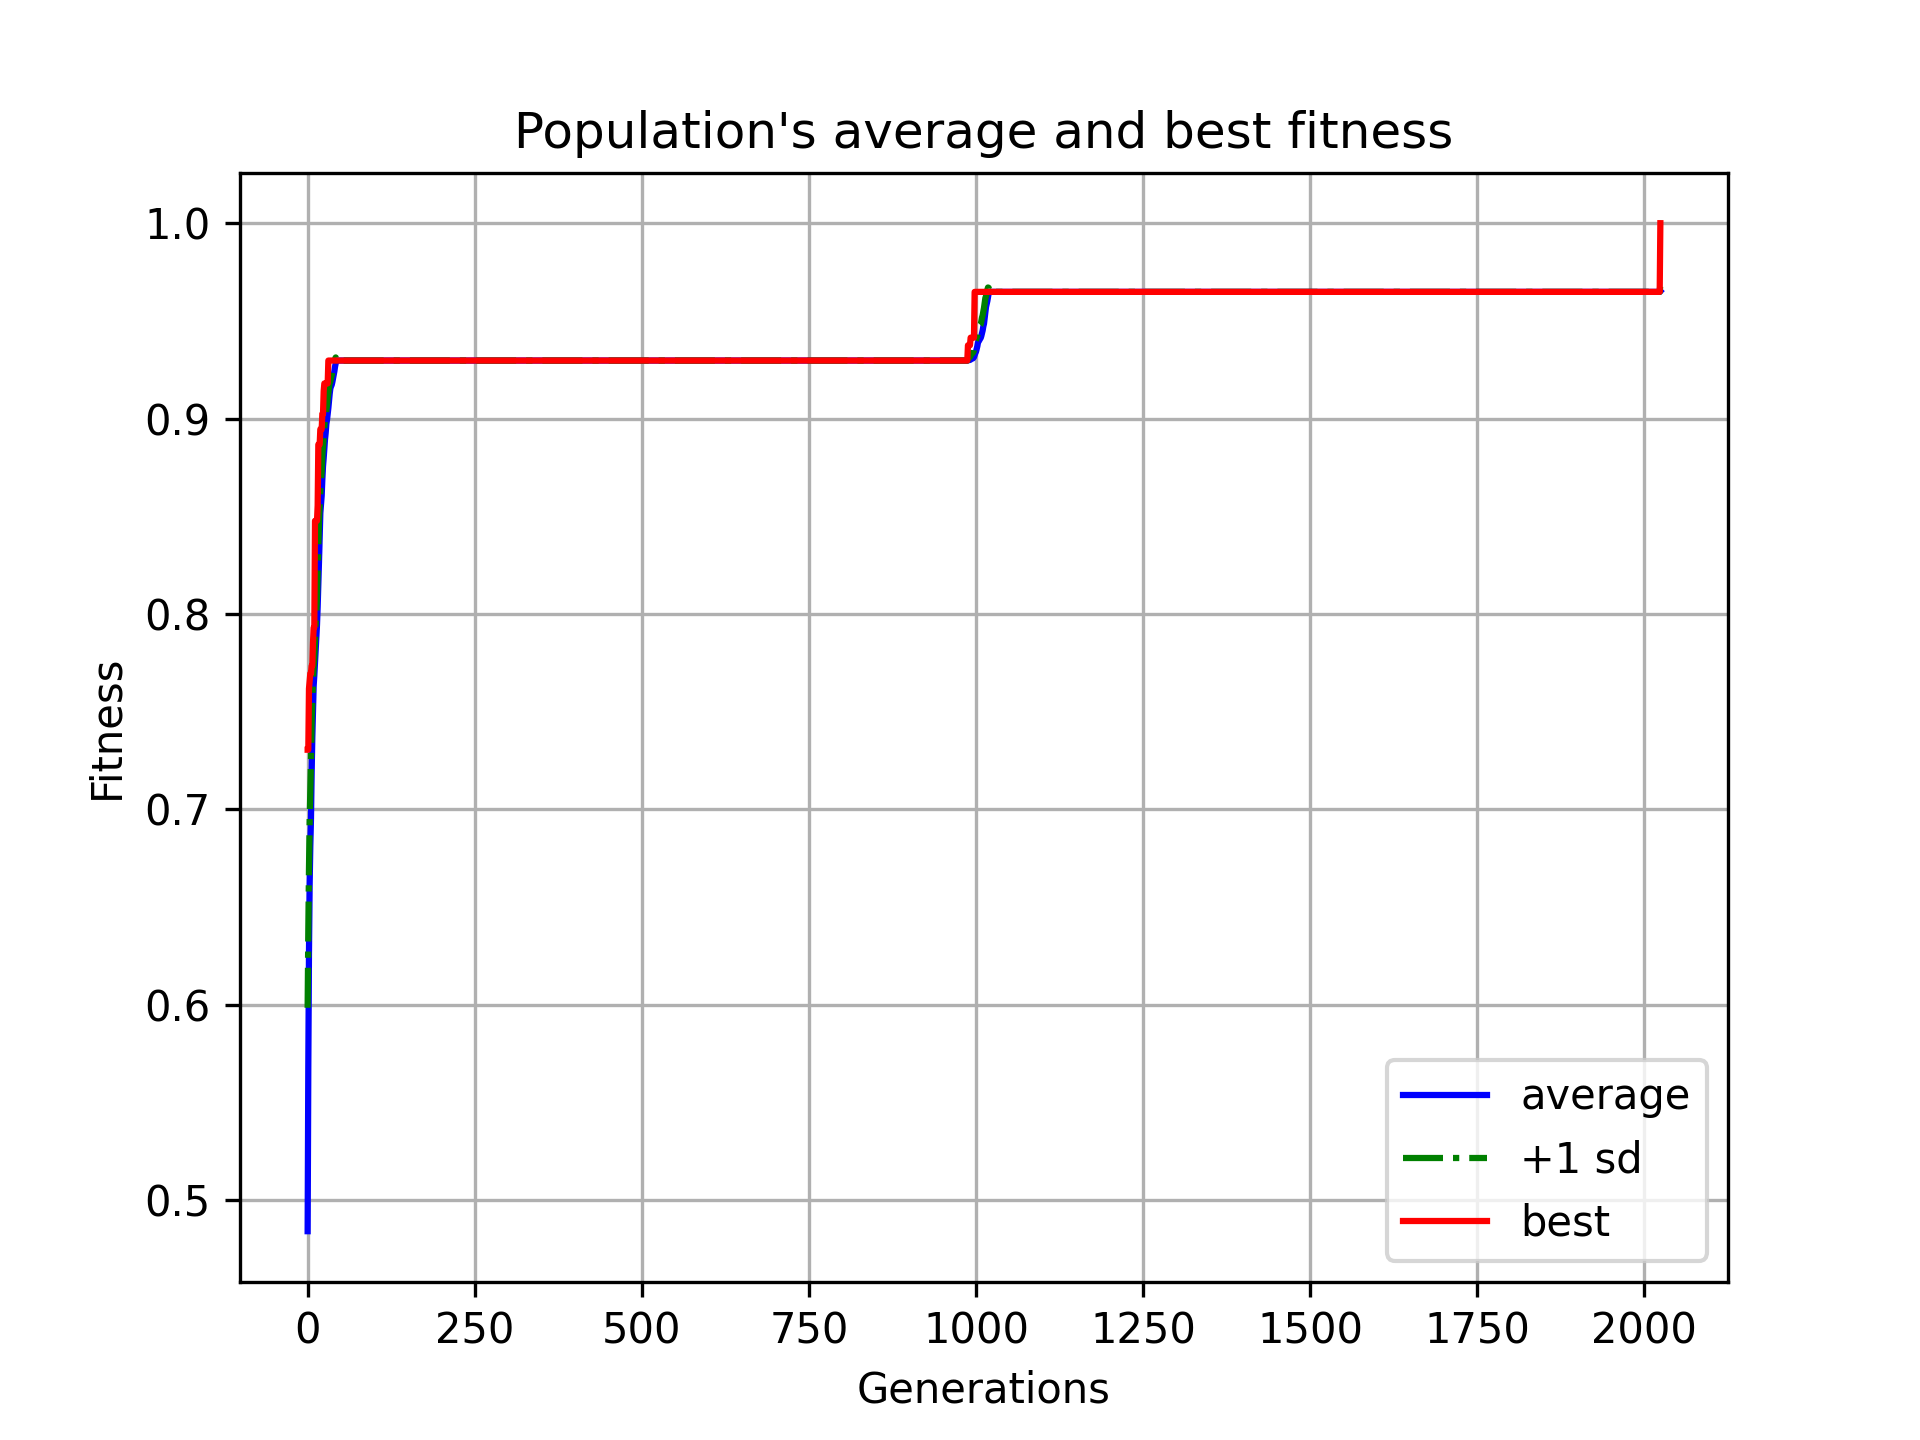 Population's average and best fitness
1.0
0.9
0.8
0.7
0.6
0.5
Fitness
0 250 500 750 1000 1250 1500 1750 2000
Generations
average
+1 sd
best